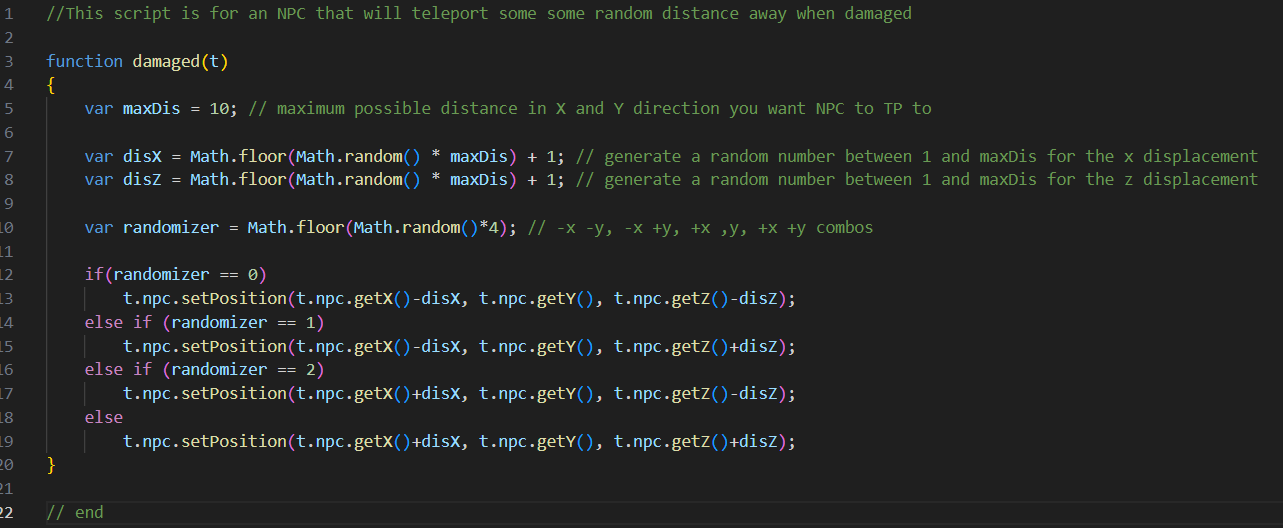 1 //This script is for an NPC that will teleport some some random distance away when damaged
2
3 function damaged(t)
4 {
5 var maxDis = 10; // maximum possible distance in X and Y direction you want NPC to TP to
6
7 var disX = Math.floor(Math.random() * maxDis) + 1; // generate a random number between 1 and maxDis for the x displacement
8 var disZ = Math.floor(Math.random() * maxDis) + 1; // generate a random number between 1 and maxDis for the z displacement
9
10 var randomizer = Math.floor(Math.random()*4); // -x -y, -x +y, +x ,y, +x +y combos
11
12 if(randomizer == 0)
13 t.npc.setPosition(t.npc.getX()-disX, t.npc.getY(), t.npc.getZ()-disZ);
14 else if (randomizer == 1)
15 t.npc.setPosition(t.npc.getX()-disX, t.npc.getY(), t.npc.getZ()+disZ);
16 else if (randomizer == 2)
17 t.npc.setPosition(t.npc.getX()+disX, t.npc.getY(), t.npc.getZ()-disZ);
18 else
19 t.npc.setPosition(t.npc.getX()+disX, t.npc.getY(), t.npc.getZ()+disZ);
20 }
21
22 // end